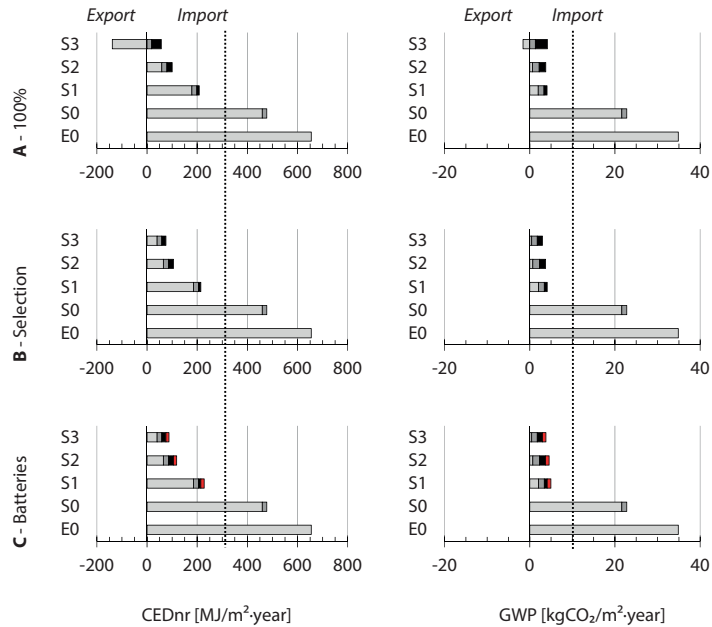 Export Import Export Import
A - 100%
S3 S3
S2 S2
S1 S1
S0 S0
E0 E0
-200 0 200 400 600 800 -20 0 20 40
B - Selection
S3 S3
S2 S2
S1 S1
S0 S0
E0 E0
-200 0 200 400 600 800 -20 0 20 40
C - Batteries
S3 S3
S2 S2
S1 S1
S0 S0
E0 E0
-200 0 200 400 600 800 -20 0 20 40
CEDnr [MJ/m²·year] GWP [kgCO₂/m²·year]